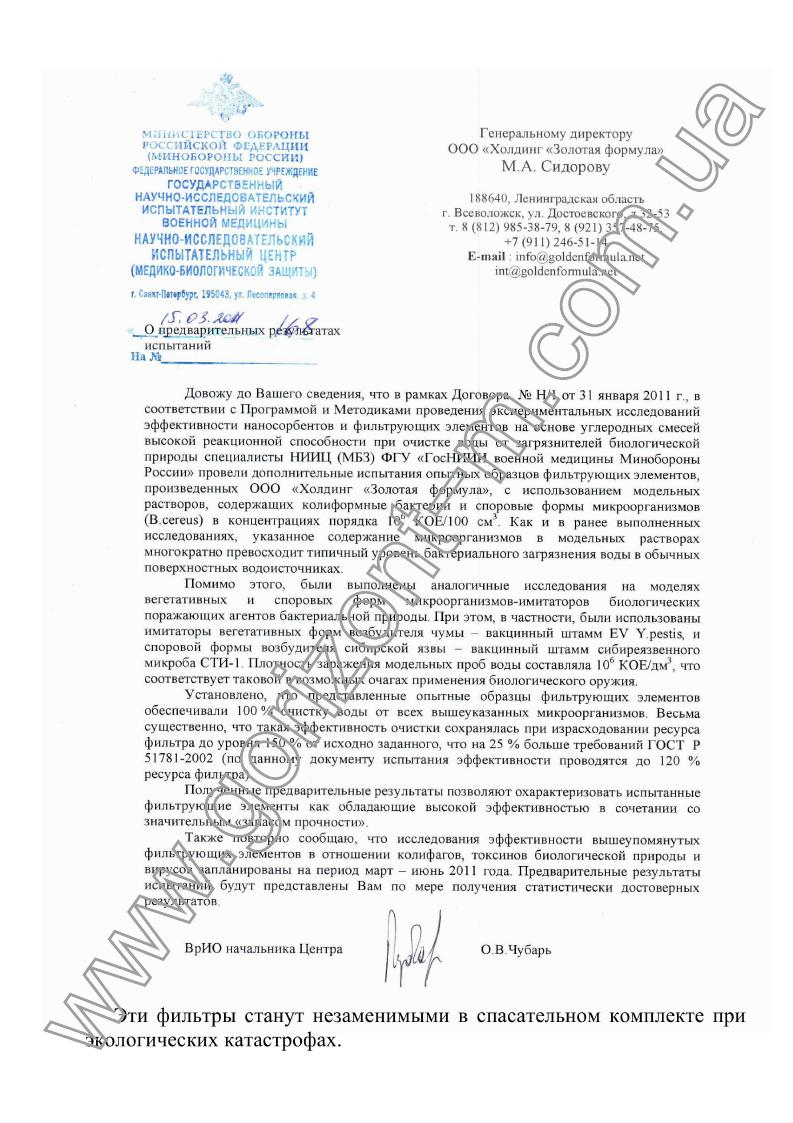 МИНИСТЕРСТВО ОБОРОНЫ
РОССИЙСКОЙ ФЕДЕРАЦИИ
(МИНОБОРОНЫ РОССИИ)
ФЕДЕРАЛЬНОЕ ГОСУДАРСТВЕННОЕ УЧРЕЖДЕНИЕ
ГОСУДАРСТВЕННЫЙ
НАУЧНО-ИССЛЕДОВАТЕЛЬСКИЙ
ИСПЫТАТЕЛЬНЫЙ ИНСТИТУТ
ВОЕННОЙ МЕДИЦИНЫ
НАУЧНО-ИССЛЕДОВАТЕЛЬСКИЙ
ИСПЫТАТЕЛЬНЫЙ ЦЕНТР
(МЕДИКО-БИОЛОГИЧЕСКОЙ ЗАЩИТЫ)
г. Санкт-Петербург, 195043, ул. Лесопарковая д. 4
15.03.2011 168
О предварительных результатах
испытаний
На №
Генеральному директору
ООО «Холдинг «Золотая формула»
М.А. Сидорову
188640, Ленинградская область
г. Всеволожск, ул. Достоевского, д.32-53
т. 8 (812) 985-38-79, 8 (921) 357-48-75,
+7 (911) 246-51-14
E-mail : info@goldenformula.net
int@goldenformula.net
Довожу до Вашего сведения, что в рамках Договора № Н/1 от 31 января 2011 г., в
соответствии с Программой и Методиками проведения экспериментальных исследований
эффективности наносорбентов и фильтрующих элементов на основе углеродных смесей
высокой реакционной способности при очистке воды от загрязнителей биологической
природы специалисты НИИЦ (МБЗ) ФГУ «ГосНИИИ военной медицины Минобороны
России» провели дополнительные испытания опытных образцов фильтрующих элементов,
произведенных ООО «Холдинг «Золотая формула», с использованием модельных
растворов, содержащих колиформные бактерии и споровые формы микроорганизмов
(B.cereus) в концентрациях порядка 10⁶ КОЕ/100 см³. Как и в ранее выполненных
исследованиях, указанное содержание микроорганизмов в модельных растворах
многократно превосходит типичный уровень бактериального загрязнения воды в обычных
поверхностных водоисточниках.
Помимо этого, были выполнены аналогичные исследования на моделях
вегетативных и споровых форм микроорганизмов-имитаторов биологических
поражающих агентов бактериальной природы. При этом, в частности, были использованы
имитаторы вегетативных форм возбудителя чумы – вакцинный штамм EV Y.pestis, и
споровой формы возбудителя сибирской язвы – вакцинный штамм сибиреязвенного
микроба СТИ-1. Плотность заражения модельных проб воды составляла 10⁶ КОЕ/дм³, что
соответствует таковой в возможных очагах применения биологического оружия.
Установлено, что представленные опытные образцы фильтрующих элементов
обеспечивали 100 % очистку воды от всех вышеуказанных микроорганизмов. Весьма
существенно, что такая эффективность очистки сохранялась при израсходовании ресурса
фильтра до уровня 150 % от исходно заданного, что на 25 % больше требований ГОСТ Р
51781-2002 (по данному документу испытания эффективности проводятся до 120 %
ресурса фильтра)
Полученные предварительные результаты позволяют охарактеризовать испытанные
фильтрующие элементы как обладающие высокой эффективностью в сочетании со
значительным «запасом прочности».
Также повторно сообщаю, что исследования эффективности вышеупомянутых
фильтрующих элементов в отношении колифагов, токсинов биологической природы и
вирусов запланированы на период март – июнь 2011 года. Предварительные результаты
испытаний будут представлены Вам по мере получения статистически достоверных
результатов.
ВрИО начальника Центра О.В.Чубарь
Эти фильтры станут незаменимыми в спасательном комплекте при
экологических катастрофах.
www.gorizont-m.com.ua